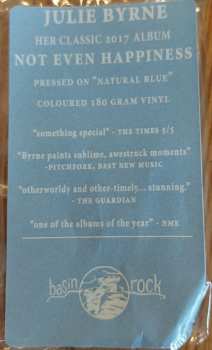 JULIE BYRNE
HER CLASSIC 2017 ALBUM
NOT EVEN HAPPINESS
PRESSED ON "NATURAL BLUE"
COLOURED 180 GRAM VINYL
"something special" - THE TIMES 5/5
"Byrne paints sublime, awestruck moments"
-PITCHFORK, BEST NEW MUSIC
"otherworldy and other-timely... stunning."
- THE GUARDIAN
"one of the albums of the year" - NME
basin rock